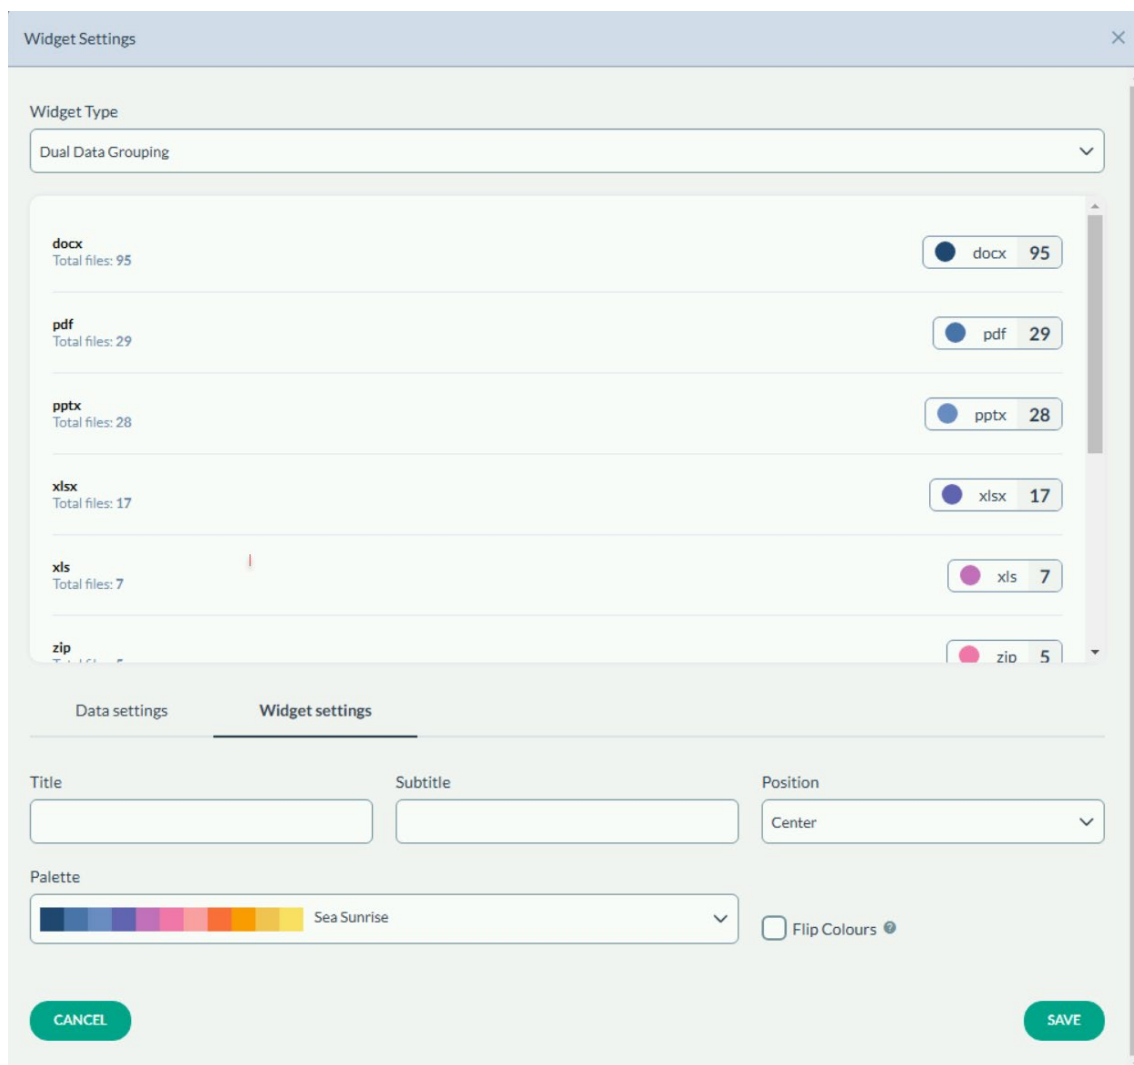 Widget Settings
Widget Type
Dual Data Grouping
docx
Total files: 95
docx 95
pdf
Total files: 29
pdf 29
pptx
Total files: 28
pptx 28
xlsx
Total files: 17
xlsx 17
xls
Total files: 7
xls 7
zip
zip 5
Data settings Widget settings
Title Subtitle Position
Center
Palette
Sea Sunrise
Flip Colours ?
CANCEL SAVE